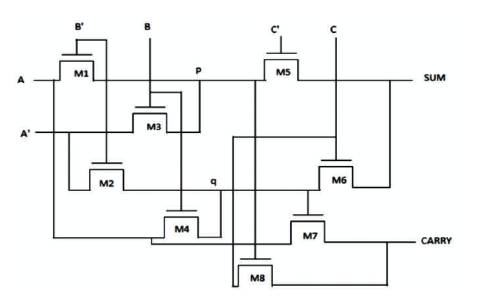 B' B C' C
A M1 P M5 SUM
A' M3
M2 q M6
M4 M7 CARRY
M8